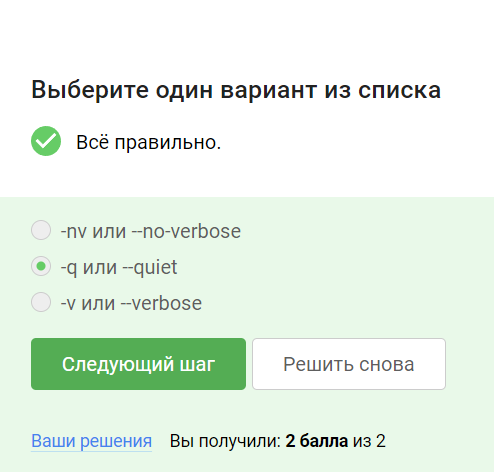 Выберите один вариант из списка
Всё правильно.
-nv или --no-verbose
-q или --quiet
-v или --verbose
Следующий шаг
Решить снова
Ваши решения Вы получили: 2 балла из 2